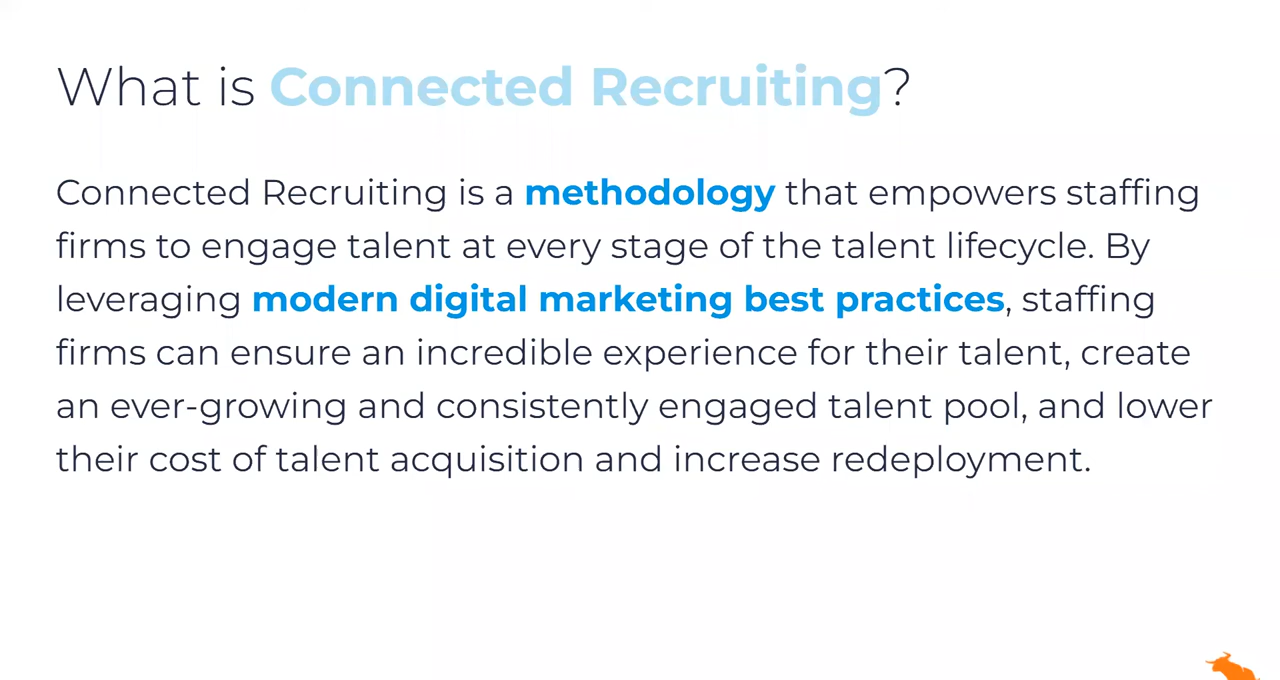 What is Connected Recruiting?
Connected Recruiting is a methodology that empowers staffing
firms to engage talent at every stage of the talent lifecycle. By
leveraging modern digital marketing best practices, staffing
firms can ensure an incredible experience for their talent, create
an ever-growing and consistently engaged talent pool, and lower
their cost of talent acquisition and increase redeployment.